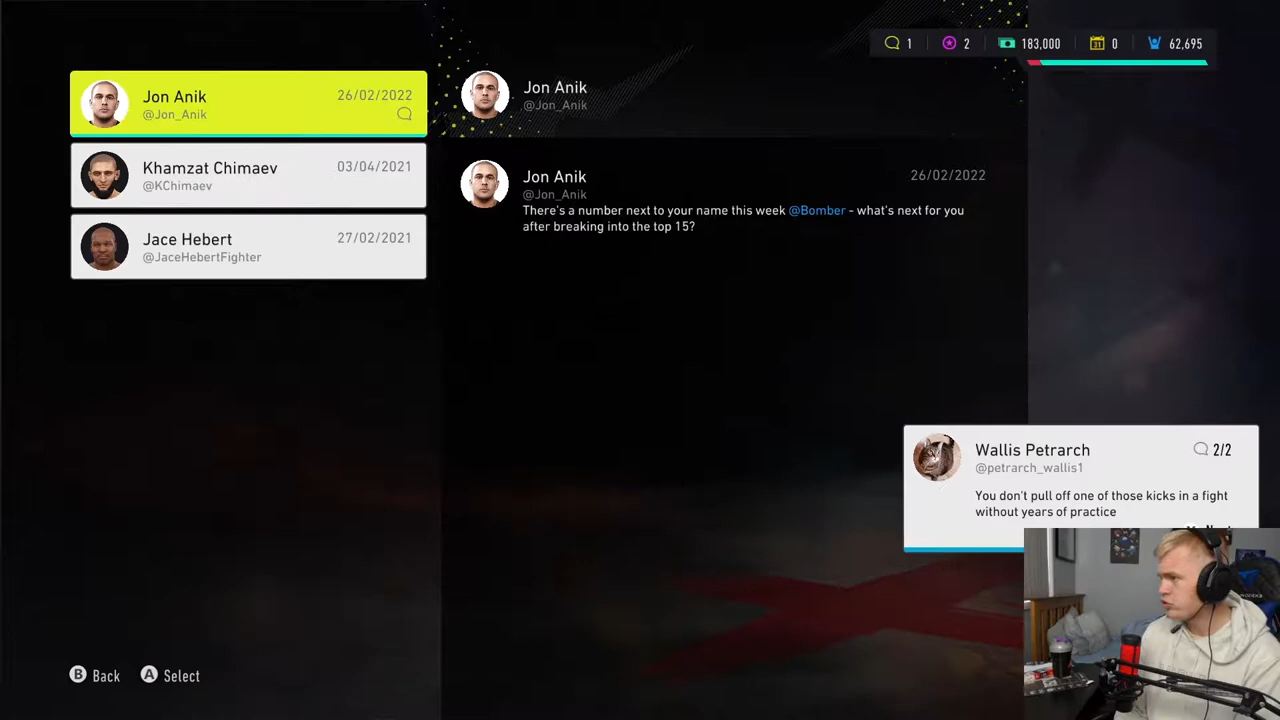 1
2
183,000
31
0
62,695
Jon Anik
26/02/2022
@Jon_Anik
Khamzat Chimaev
03/04/2021
@KChimaev
Jace Hebert
27/02/2021
@JaceHebertFighter
Jon Anik
@Jon_Anik
Jon Anik
26/02/2022
@Jon_Anik
There's a number next to your name this week @Bomber - what's next for you
after breaking into the top 15?
Wallis Petrarch
2/2
@petrarch_wallis1
You don't pull off one of those kicks in a fight
without years of practice
B Back
A Select